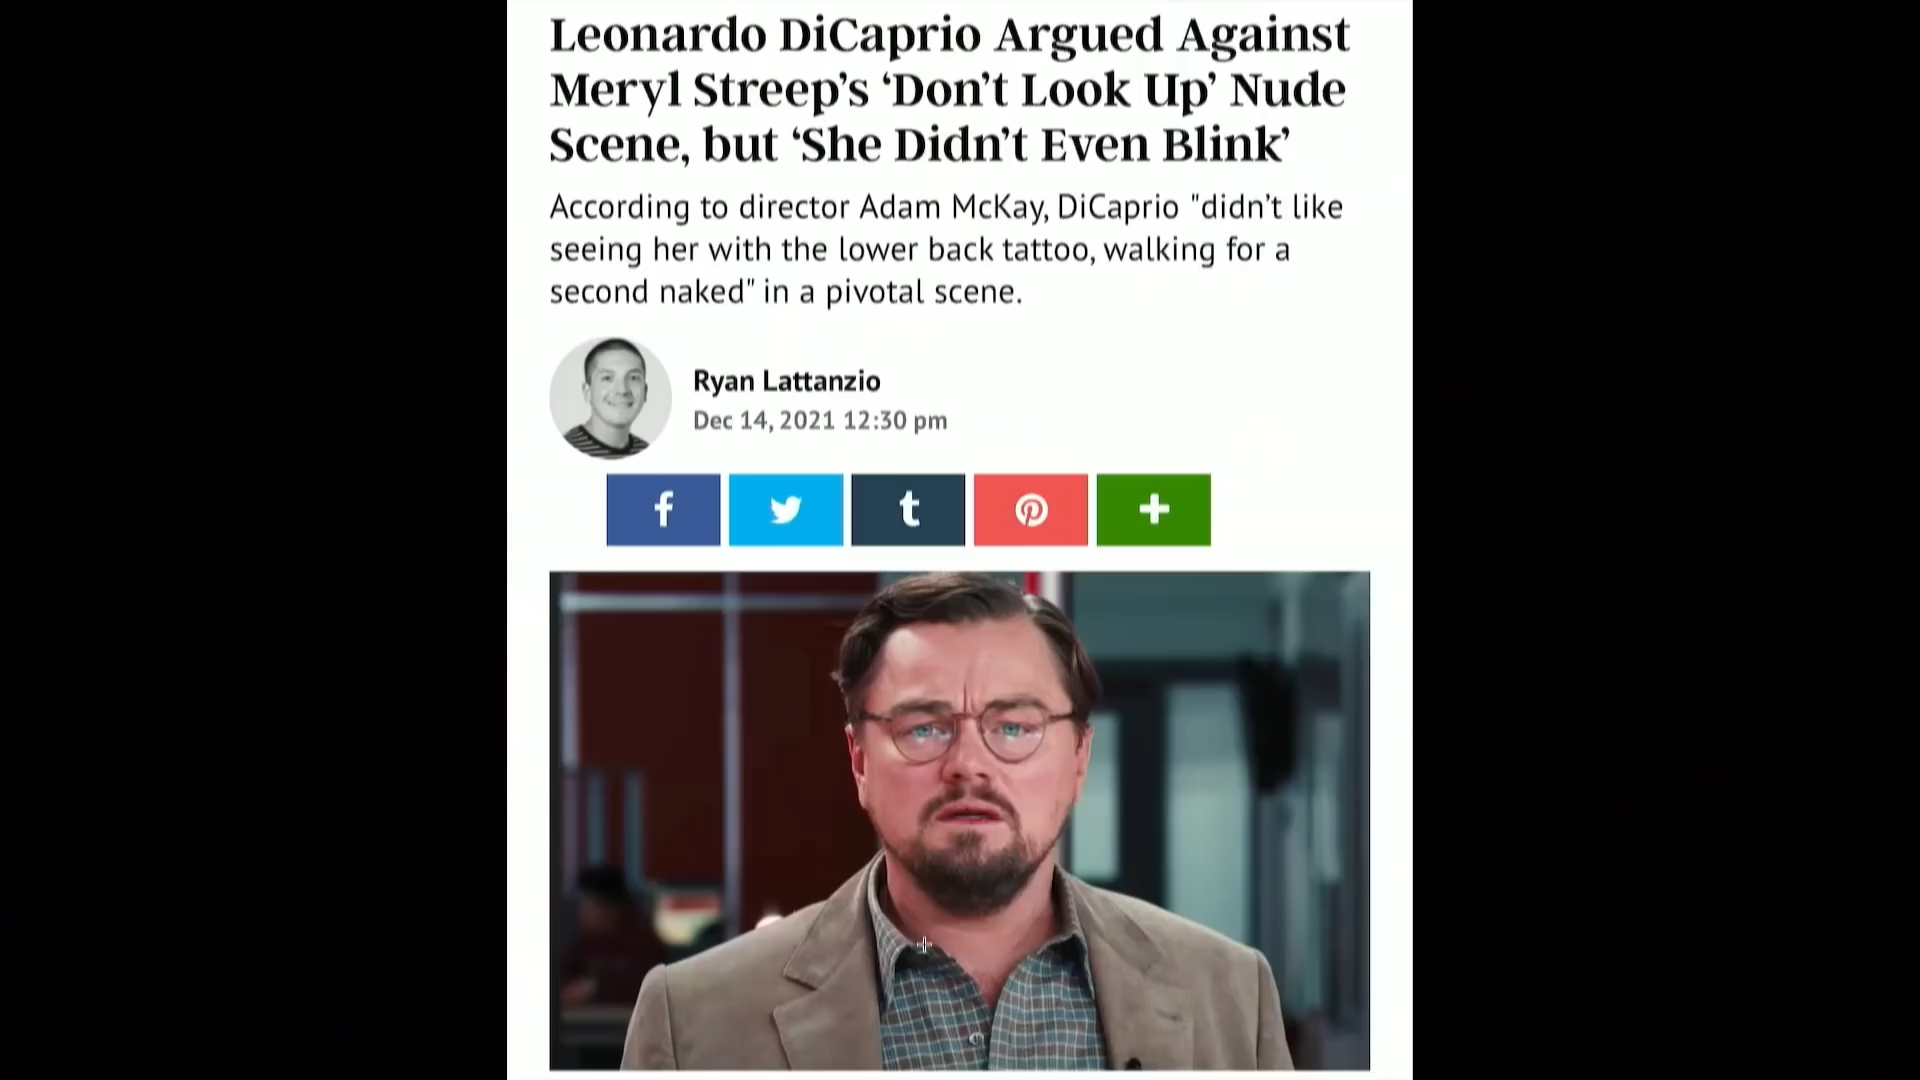 Leonardo DiCaprio Argued Against
Meryl Streep’s ‘Don’t Look Up’ Nude
Scene, but ‘She Didn’t Even Blink’
According to director Adam McKay, DiCaprio "didn’t like
seeing her with the lower back tattoo, walking for a
second naked" in a pivotal scene.
Ryan Lattanzio
Dec 14, 2021 12:30 pm